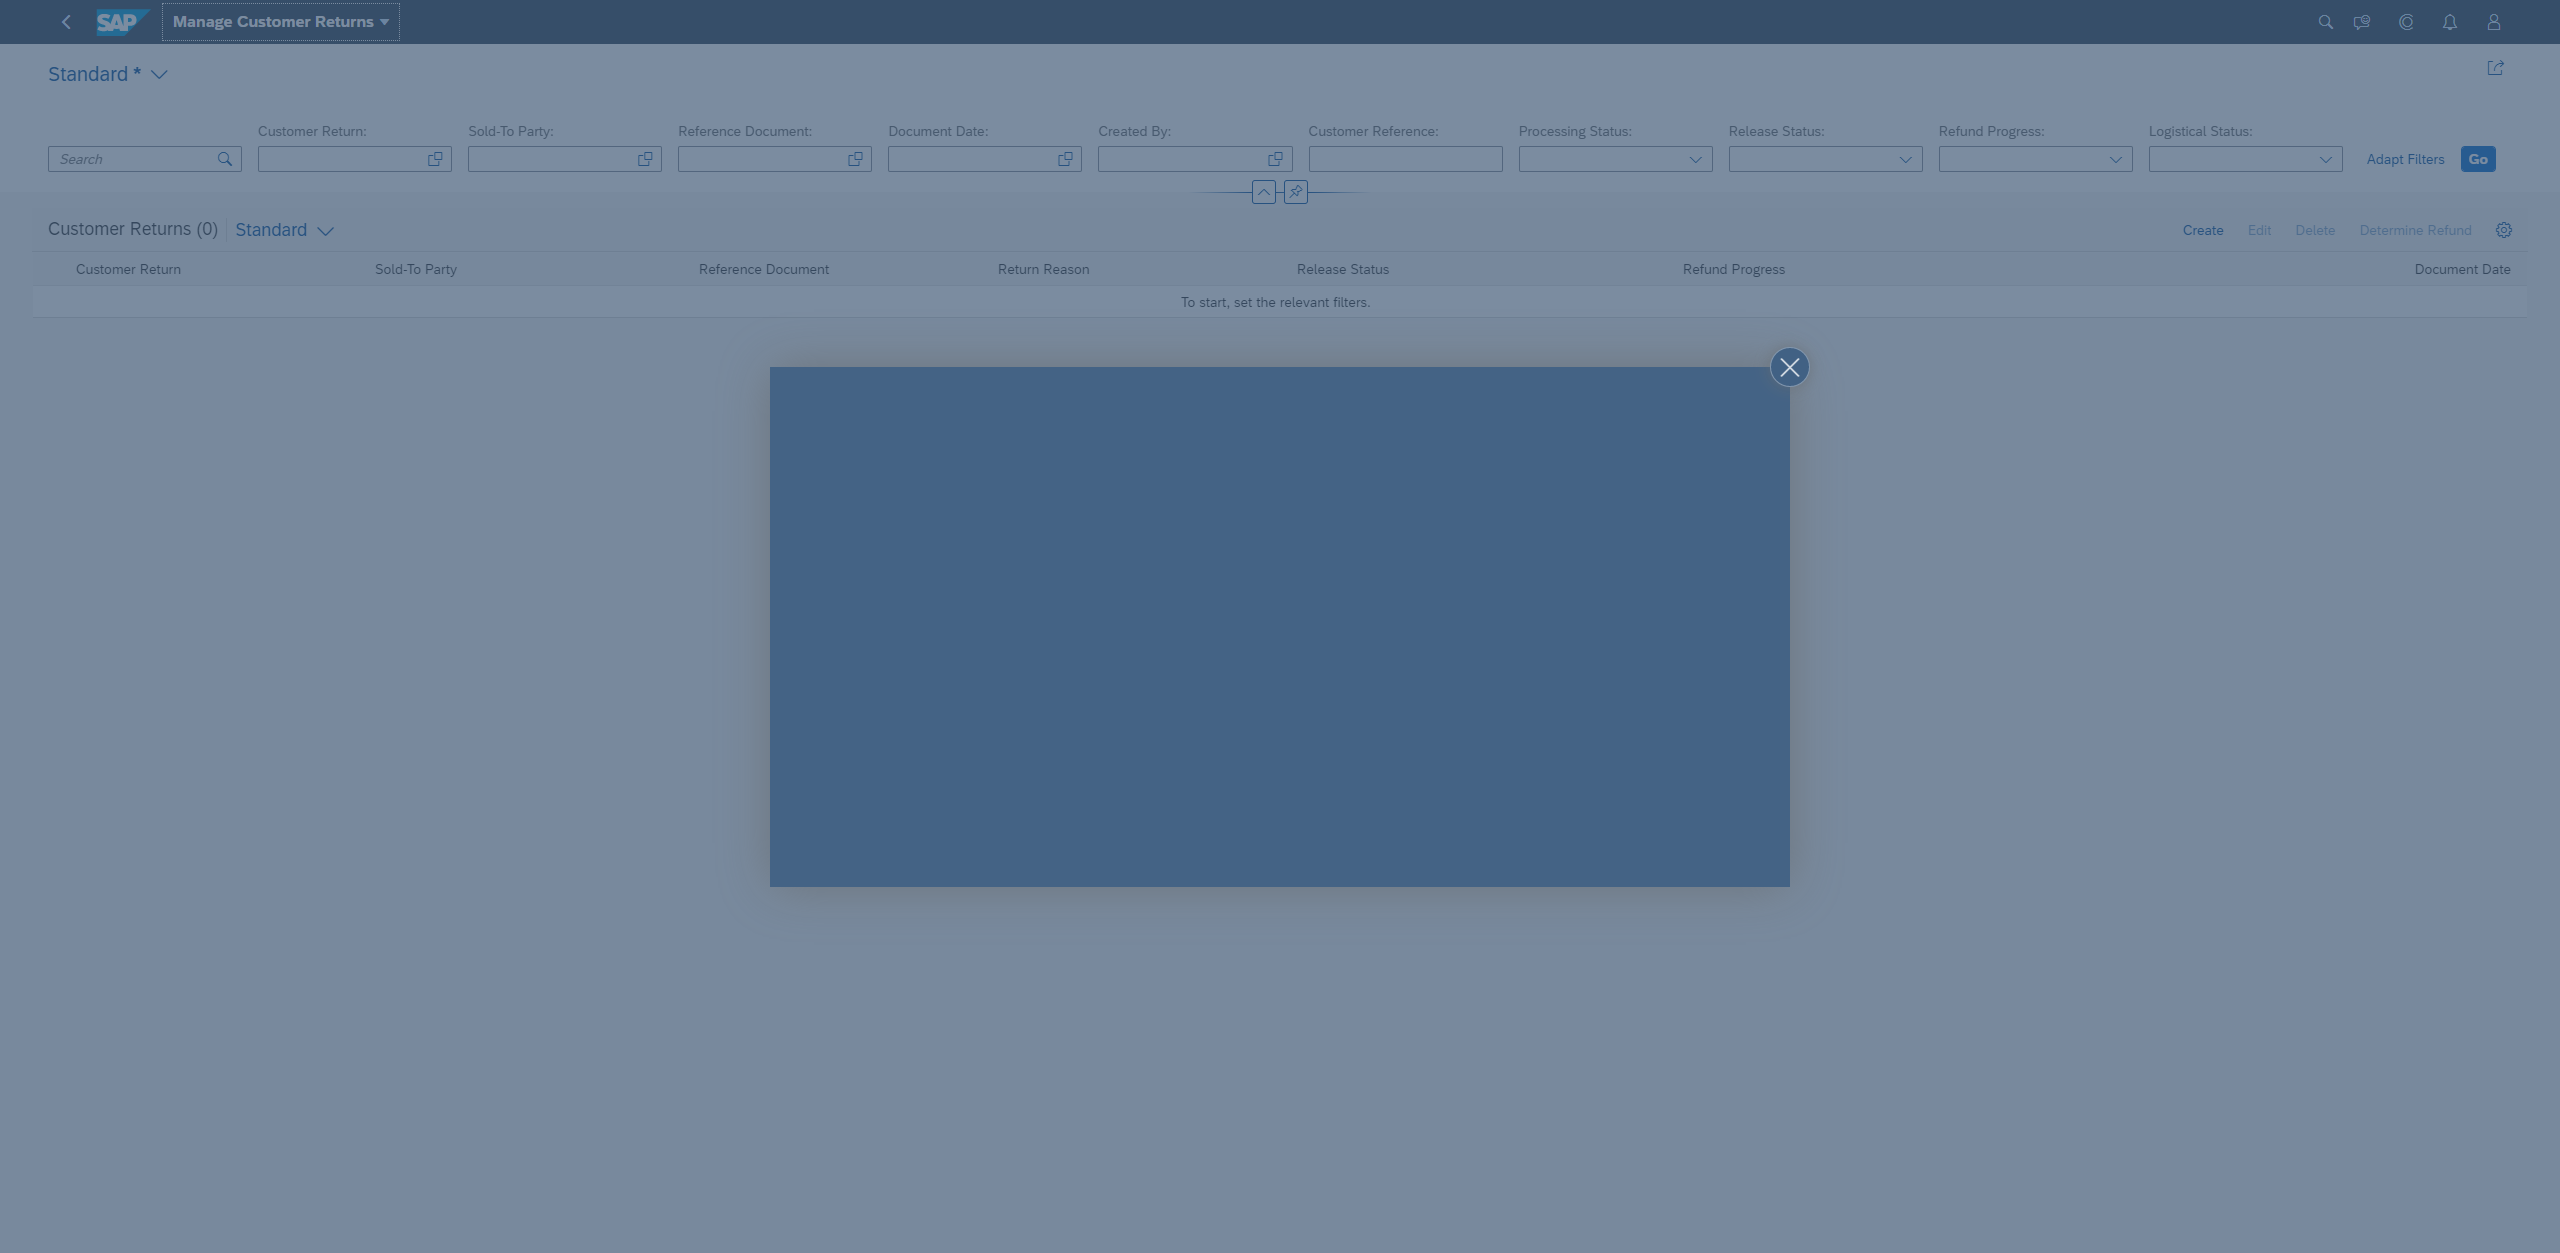 SAP Manage Customer Returns
Standard *
Customer Return: Sold-To Party: Reference Document: Document Date: Created By: Customer Reference: Processing Status: Release Status: Refund Progress: Logistical Status:
Search Adapt Filters Go
Customer Returns (0) Standard Create Edit Delete Determine Refund
Customer Return Sold-To Party Reference Document Return Reason Release Status Refund Progress Document Date
To start, set the relevant filters.